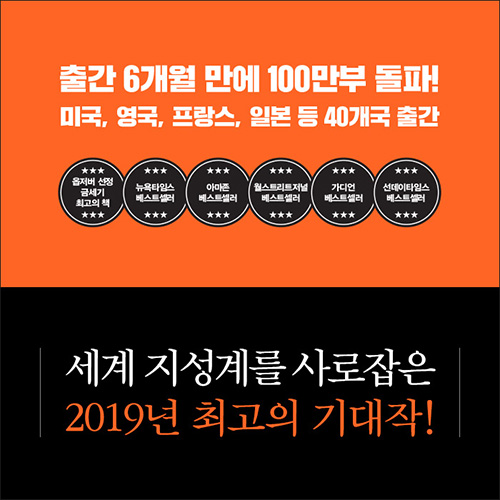 출간 6개월 만에 100만부 돌파!
미국, 영국, 프랑스, 일본 등 40개국 출간
★★★
옵저버 선정
금세기
최고의 책
★★★
★★★
뉴욕타임스
베스트셀러
★★★
★★★
아마존
베스트셀러
★★★
★★★
월스트리트저널
베스트셀러
★★★
★★★
가디언
베스트셀러
★★★
★★★
선데이타임스
베스트셀러
★★★
세계 지성계를 사로잡은
2019년 최고의 기대작!